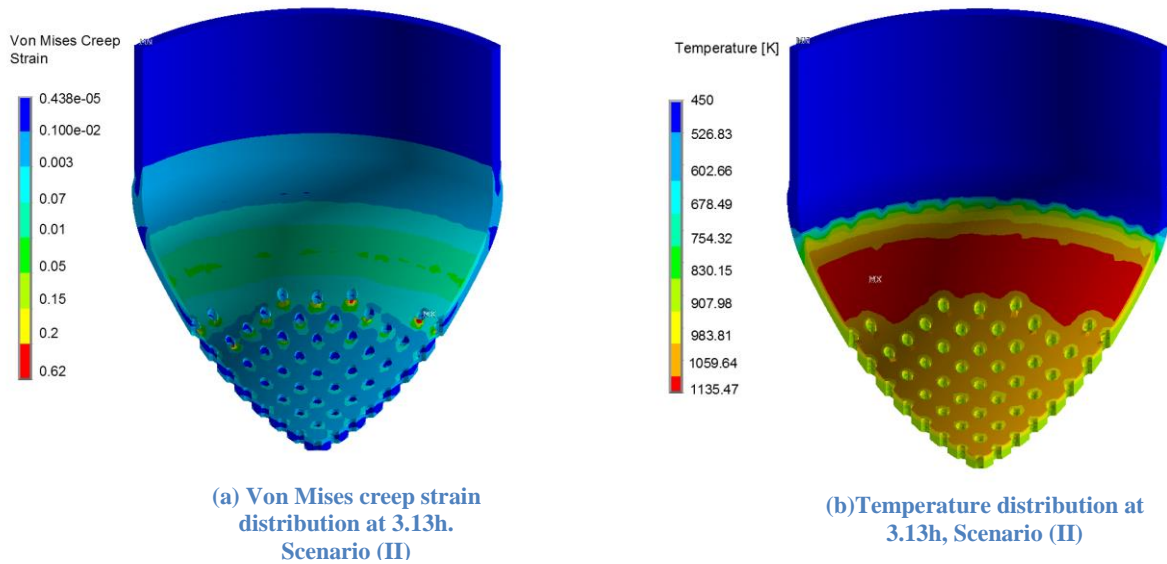 Von Mises Creep
Strain
0.438e-05
0.100e-02
0.003
0.07
0.01
0.05
0.15
0.2
0.62
MX
(a) Von Mises creep strain
distribution at 3.13h.
Scenario (II)
Temperature [K]
450
526.83
602.66
678.49
754.32
830.15
907.98
983.81
1059.64
1135.47
MX
(b)Temperature distribution at
3.13h, Scenario (II)